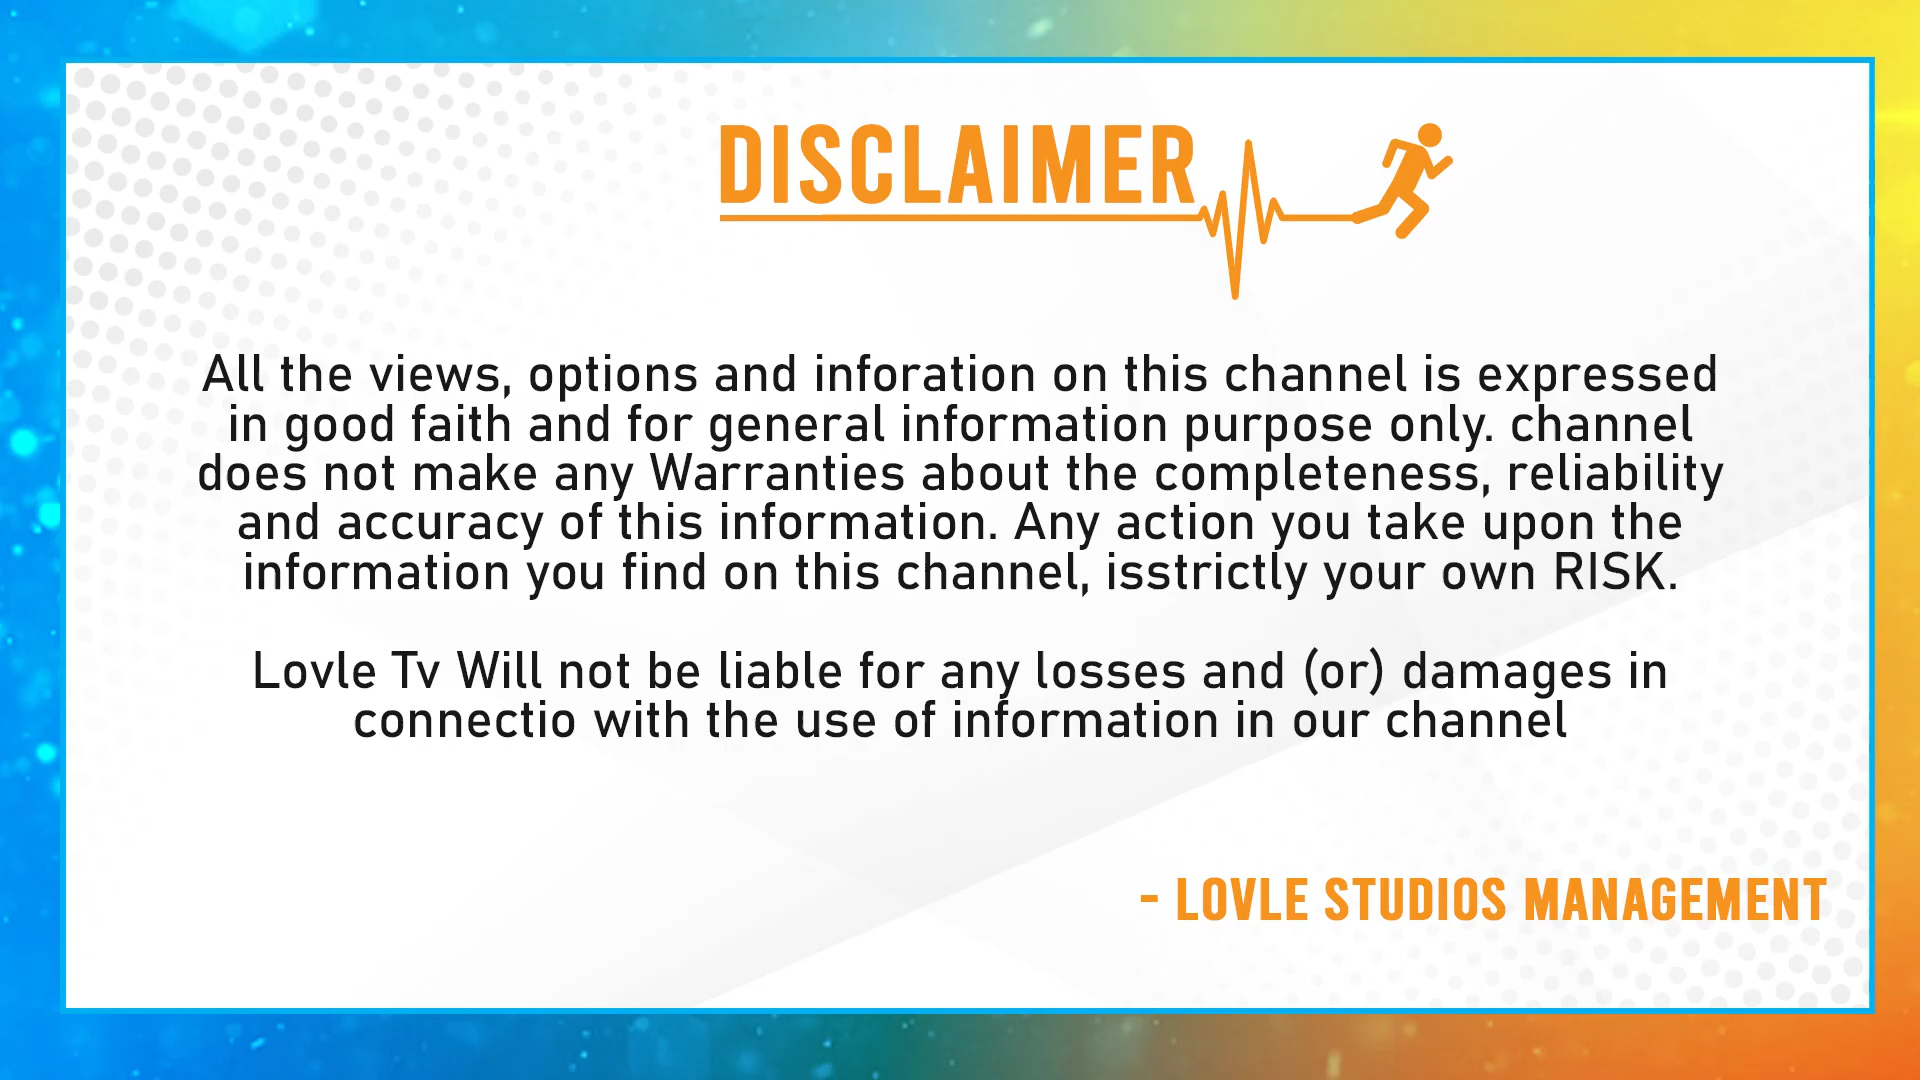 DISCLAIMER
All the views, options and inforation on this channel is expressed
in good faith and for general information purpose only. channel
does not make any Warranties about the completeness, reliability
and accuracy of this information. Any action you take upon the
information you find on this channel, isstrictly your own RISK.
Lovle Tv Will not be liable for any losses and (or) damages in
connectio with the use of information in our channel
- LOVLE STUDIOS MANAGEMENT